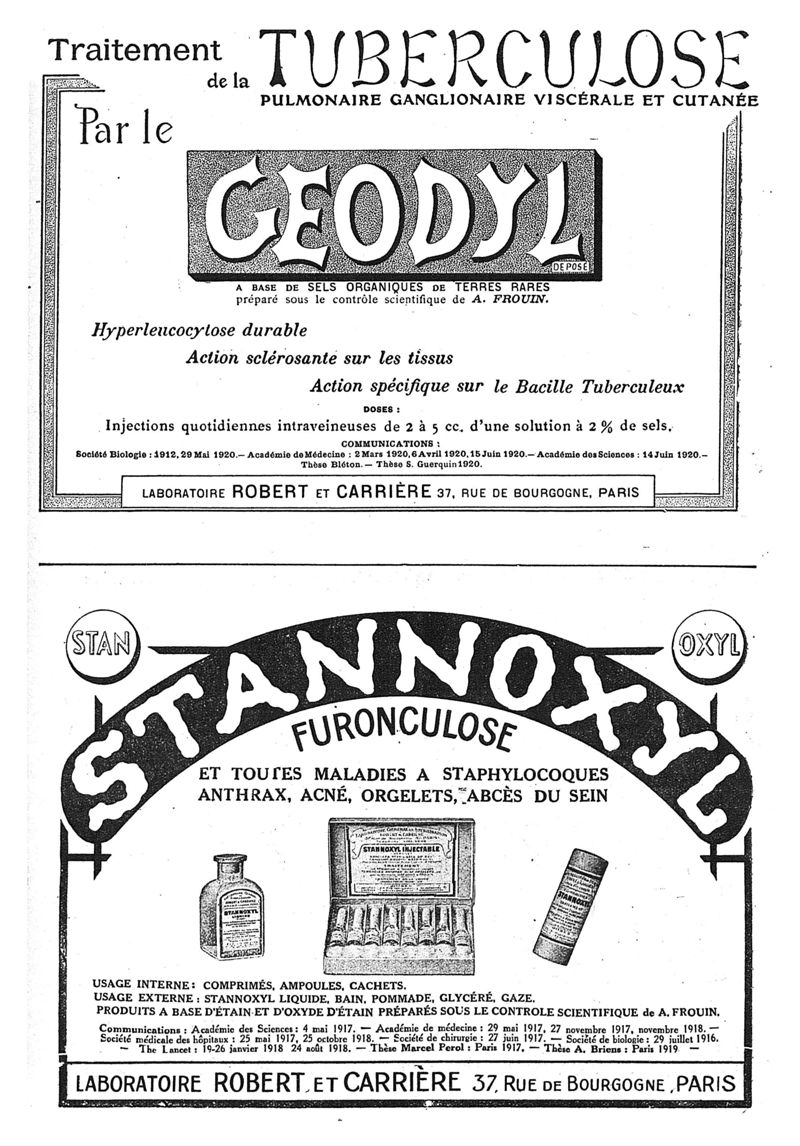 Traitement
de la TUBERCULOSE
PULMONAIRE GANGLIONAIRE VISCÉRALE ET CUTANÉE
Par le
GEODYL
DEPOSÉ
A BASE DE SELS ORGANIQUES DE TERRES RARES
préparé sous le contrôle scientifique de A. FROUIN.
Hyperleucocytose durable
Action sclérosante sur les tissus
Action spécifique sur le Bacille Tuberculeux
DOSES :
Injections quotidiennes intraveineuses de 2 à 5 cc. d'une solution à 2 % de sels.
COMMUNICATIONS :
Société Biologie : 1912, 29 Mai 1920.— Académie de Médecine : 2 Mars 1920, 6 Avril 1920, 15 Juin 1920.— Académie des Sciences : 14 Juin 1920.—
Thèse Bléton. — Thèse S. Guerquin 1920.
LABORATOIRE ROBERT ET CARRIÈRE 37, RUE DE BOURGOGNE, PARIS
STAN
OXYL
STANNOXYL
FURONCULOSE
ET TOUTES MALADIES A STAPHYLOCOQUES
ANTHRAX, ACNÉ, ORGELETS, ABCÈS DU SEIN
STANNOXYL INJECTABLE
STANNOXYL
STANNOXYL
USAGE INTERNE : COMPRIMÉS, AMPOULES, CACHETS.
USAGE EXTERNE : STANNOXYL LIQUIDE, BAIN, POMMADE, GLYCÉRÉ, GAZE.
PRODUITS A BASE D'ÉTAIN ET D'OXYDE D'ÉTAIN PRÉPARÉS SOUS LE CONTROLE SCIENTIFIQUE de A. FROUIN.
Communications : Académie des Sciences : 4 mai 1917. — Académie de médecine : 29 mai 1917, 27 novembre 1917, novembre 1918. —
Société médicale des hôpitaux : 25 mai 1917, 25 octobre 1918. — Société de chirurgie : 27 juin 1917. — Société de biologie : 29 juillet 1916.
— The Lancet : 19-26 janvier 1918 24 août 1918. — Thèse Marcel Perol : Paris 1917. — Thèse A. Briens : Paris 1919 —
LABORATOIRE ROBERT ET CARRIÈRE 37, RUE DE BOURGOGNE, PARIS